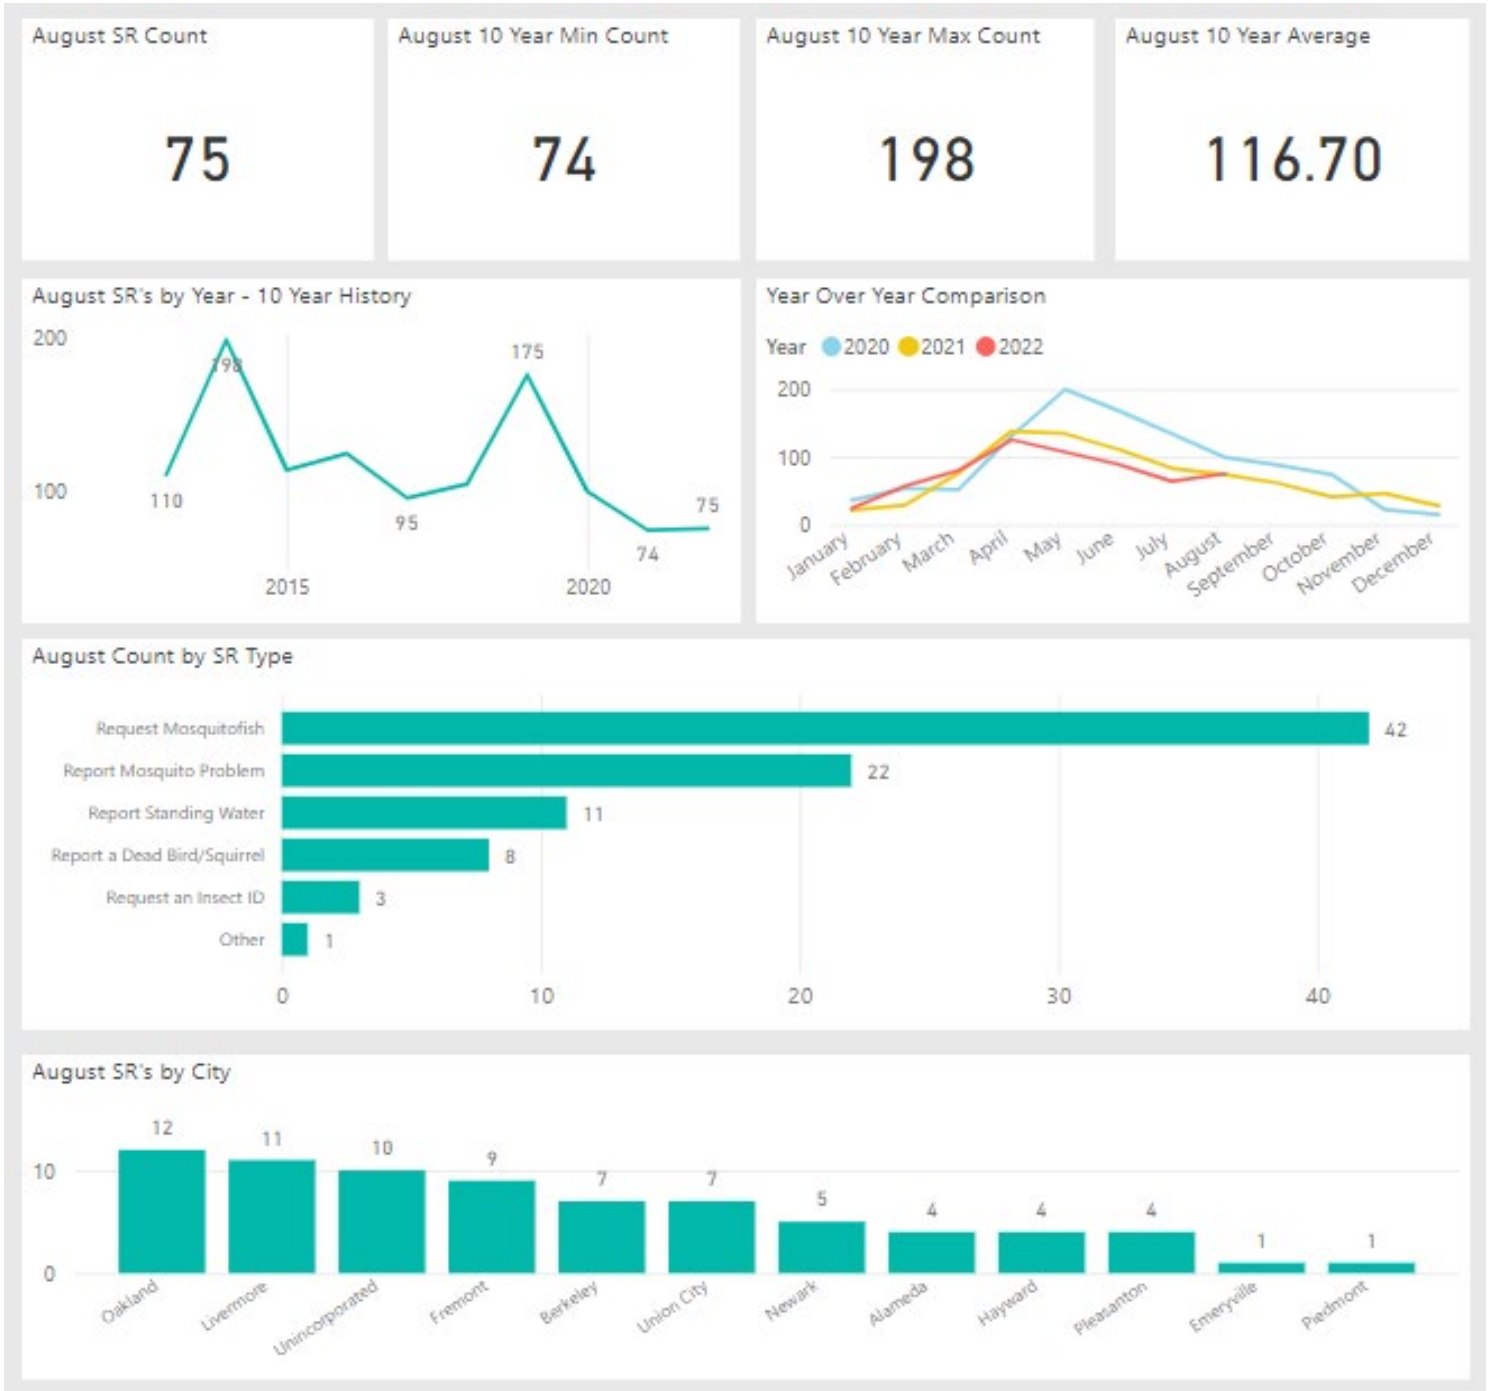 August SR Count
75
August 10 Year Min Count
74
August 10 Year Max Count
198
August 10 Year Average
116.70
August SR's by Year - 10 Year History
200
100
110
198
95
175
74
75
2015
2020
Year Over Year Comparison
Year 2020 2021 2022
200
100
0
January
February
March
April
May
June
July
August
September
October
November
December
August Count by SR Type
Request Mosquitofish 42
Report Mosquito Problem 22
Report Standing Water 11
Report a Dead Bird/Squirrel 8
Request an Insect ID 3
Other 1
0 10 20 30 40
August SR's by City
10
0
12 11 10 9 7 7 5 4 4 4 1 1
Oakland
Livermore
Unincorporated
Fremont
Berkeley
Union City
Newark
Alameda
Hayward
Pleasanton
Emeryville
Piedmont